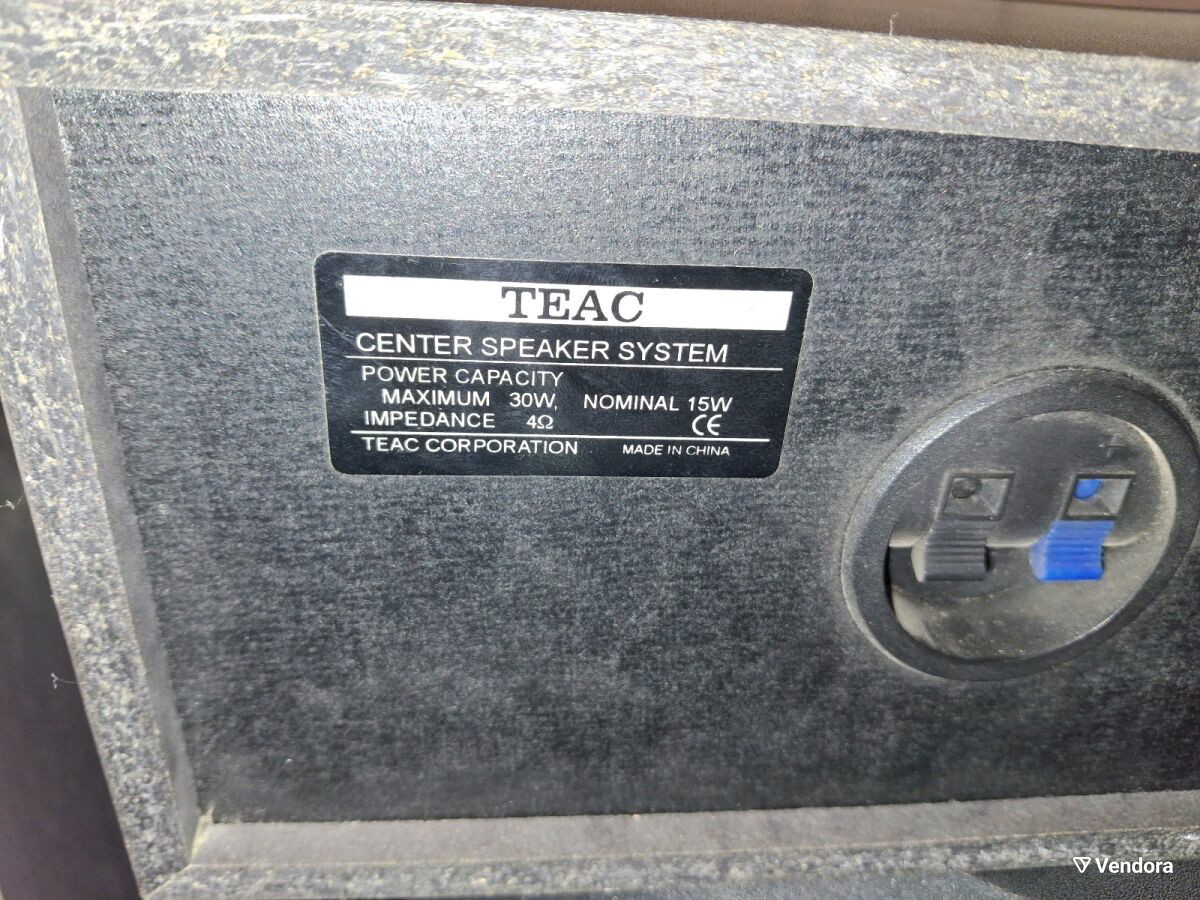 TEAC
CENTER SPEAKER SYSTEM
POWER CAPACITY
MAXIMUM 30W, NOMINAL 15W
IMPEDANCE 4Ω CE
TEAC CORPORATION MADE IN CHINA
+
Vendora